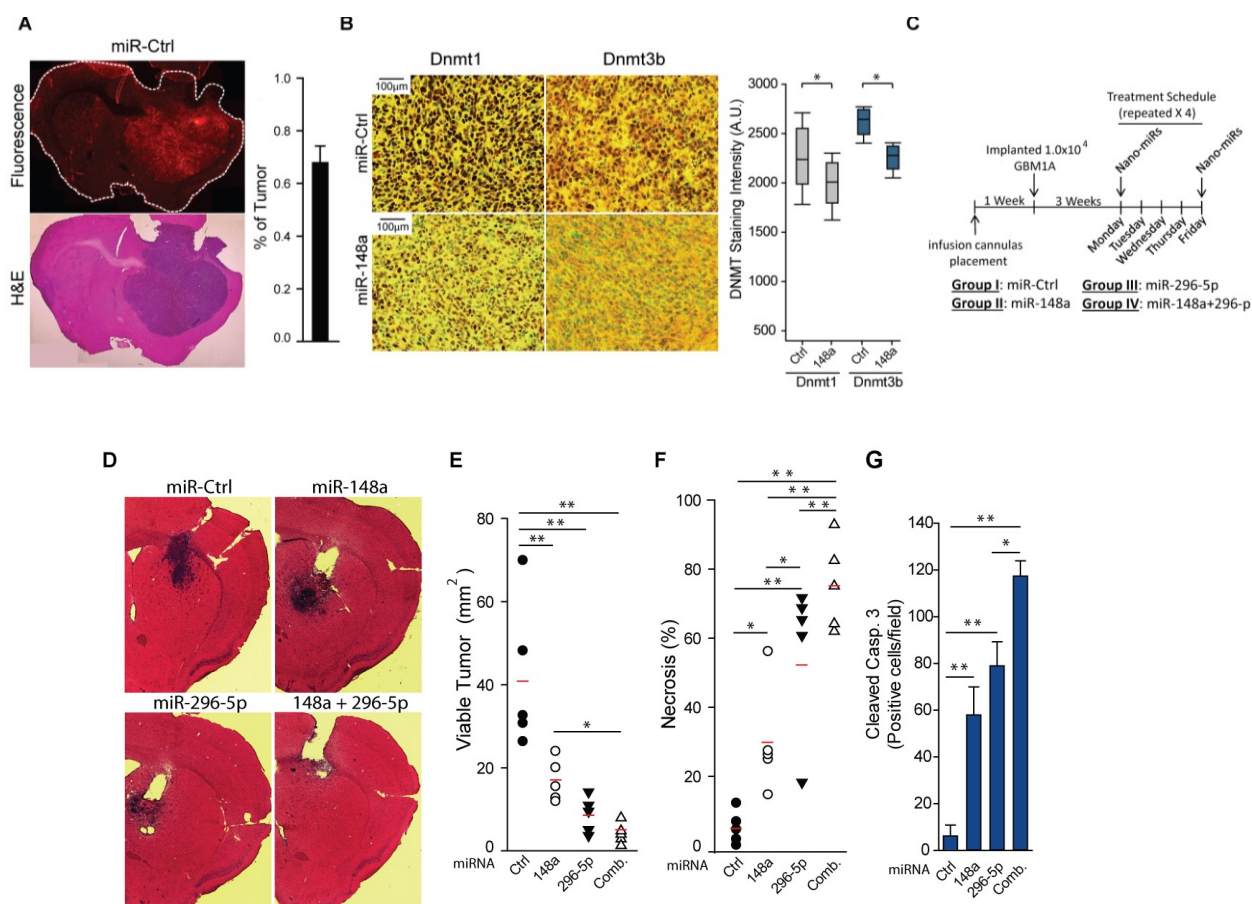 A
miR-Ctrl
Fluorescence
H&E
% of Tumor
1.0
0.8
0.6
0.4
0.2
0.0
B
Dnmt1
Dnmt3b
miR-Ctrl
miR-148a
100µm
100µm
DNMT Staining Intensity (A.U.)
3000
2500
2000
1500
1000
500
* *
Ctrl 148a Ctrl 148a
Dnmt1 Dnmt3b
C
Treatment Schedule
(repeated X 4)
Implanted 1.0x10⁴
GBM1A
Nano-miRs
Nano-miRs
1 Week
3 Weeks
infusion cannulas
placement
Monday
Tuesday
Wednesday
Thursday
Friday
Group I: miR-Ctrl Group III: miR-296-5p
Group II: miR-148a Group IV: miR-148a+296-p
D
miR-Ctrl miR-148a
miR-296-5p 148a + 296-5p
E
Viable Tumor (mm²)
80
60
40
20
0
**
**
**
*
miRNA Ctrl 148a 296-5p Comb.
F
Necrosis (%)
100
80
60
40
20
0
* *
* *
* *
*
* *
*
miRNA Ctrl 148a 296-5p Comb.
G
Cleaved Casp. 3
(Positive cells/field)
140
120
100
80
60
40
20
0
**
*
**
**
Ctrl 148a 296-5p Comb.